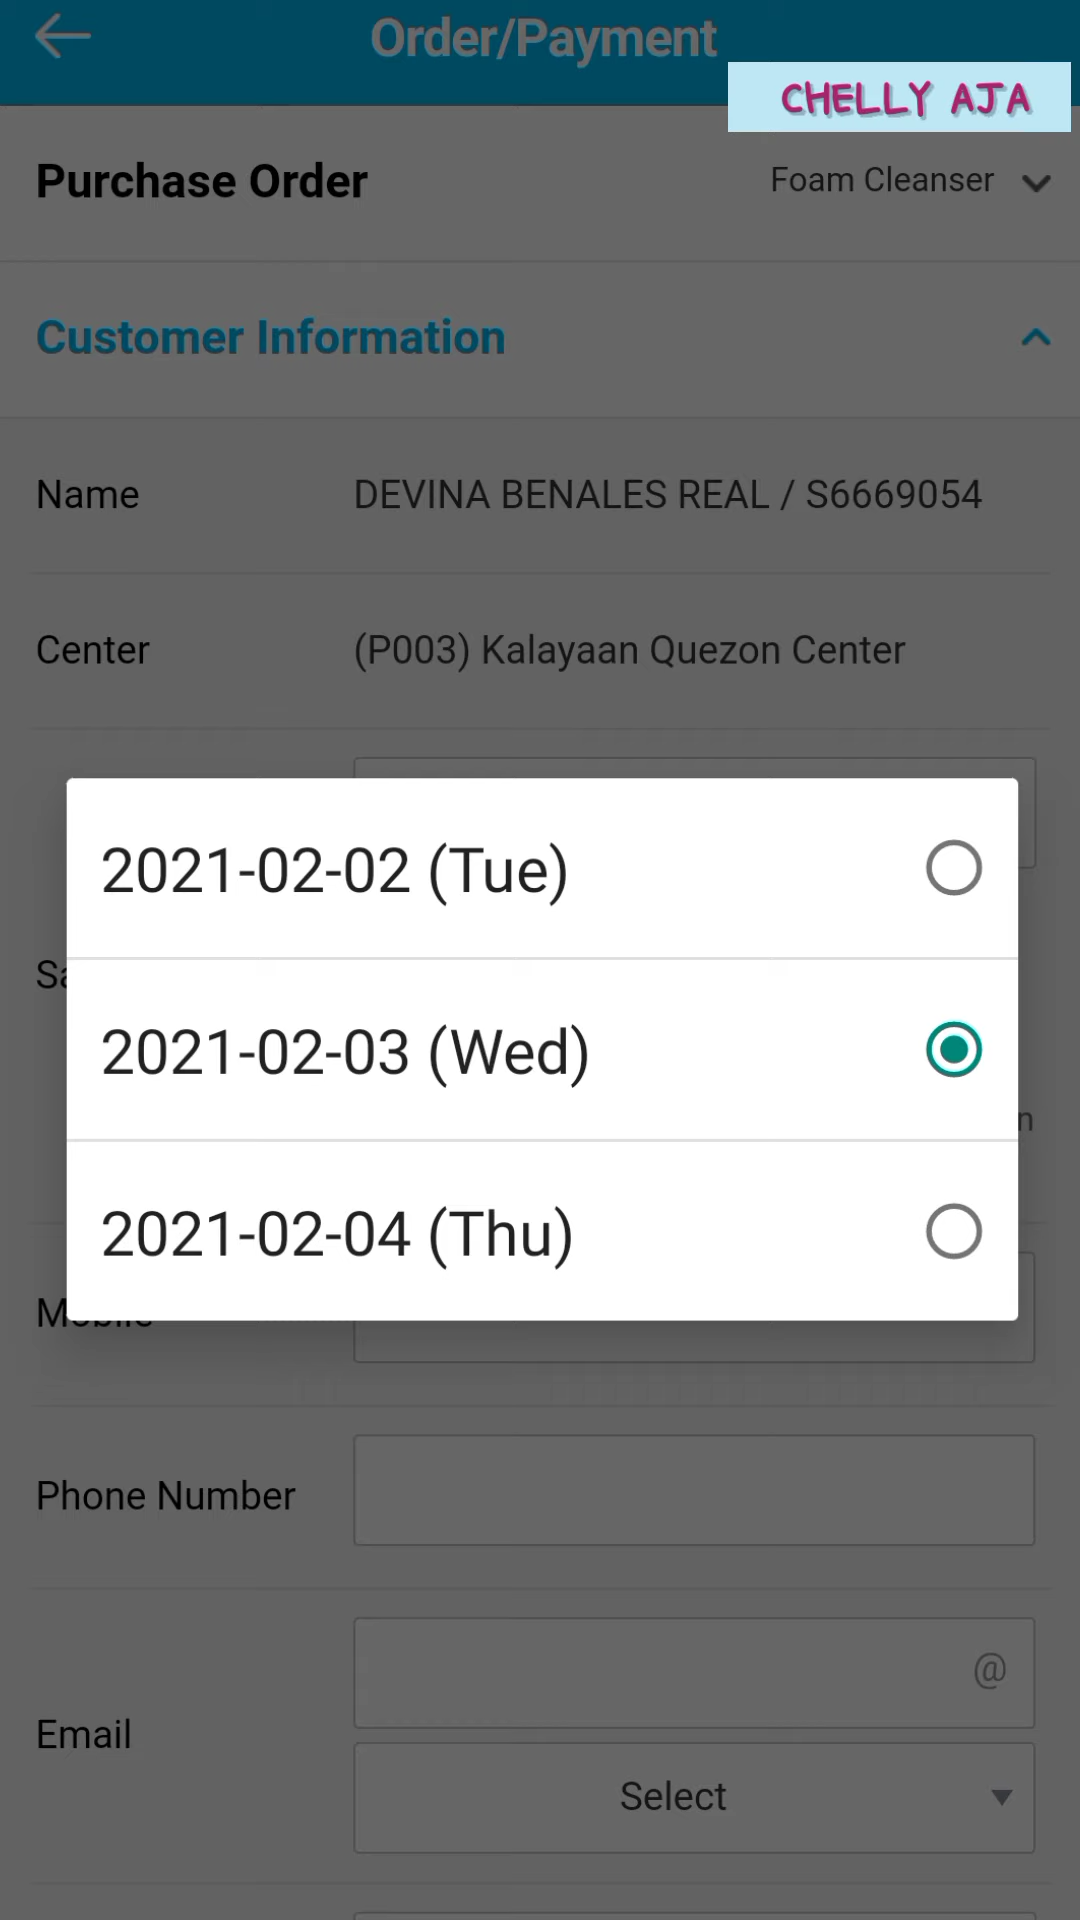 Order/Payment
CHELLY AJA
Purchase Order
Foam Cleanser
Customer Information
Name
DEVINA BENALES REAL / S6669054
Center
(P003) Kalayaan Quezon Center
2021-02-02 (Tue)
2021-02-03 (Wed)
2021-02-04 (Thu)
Phone Number
@
Email
Select